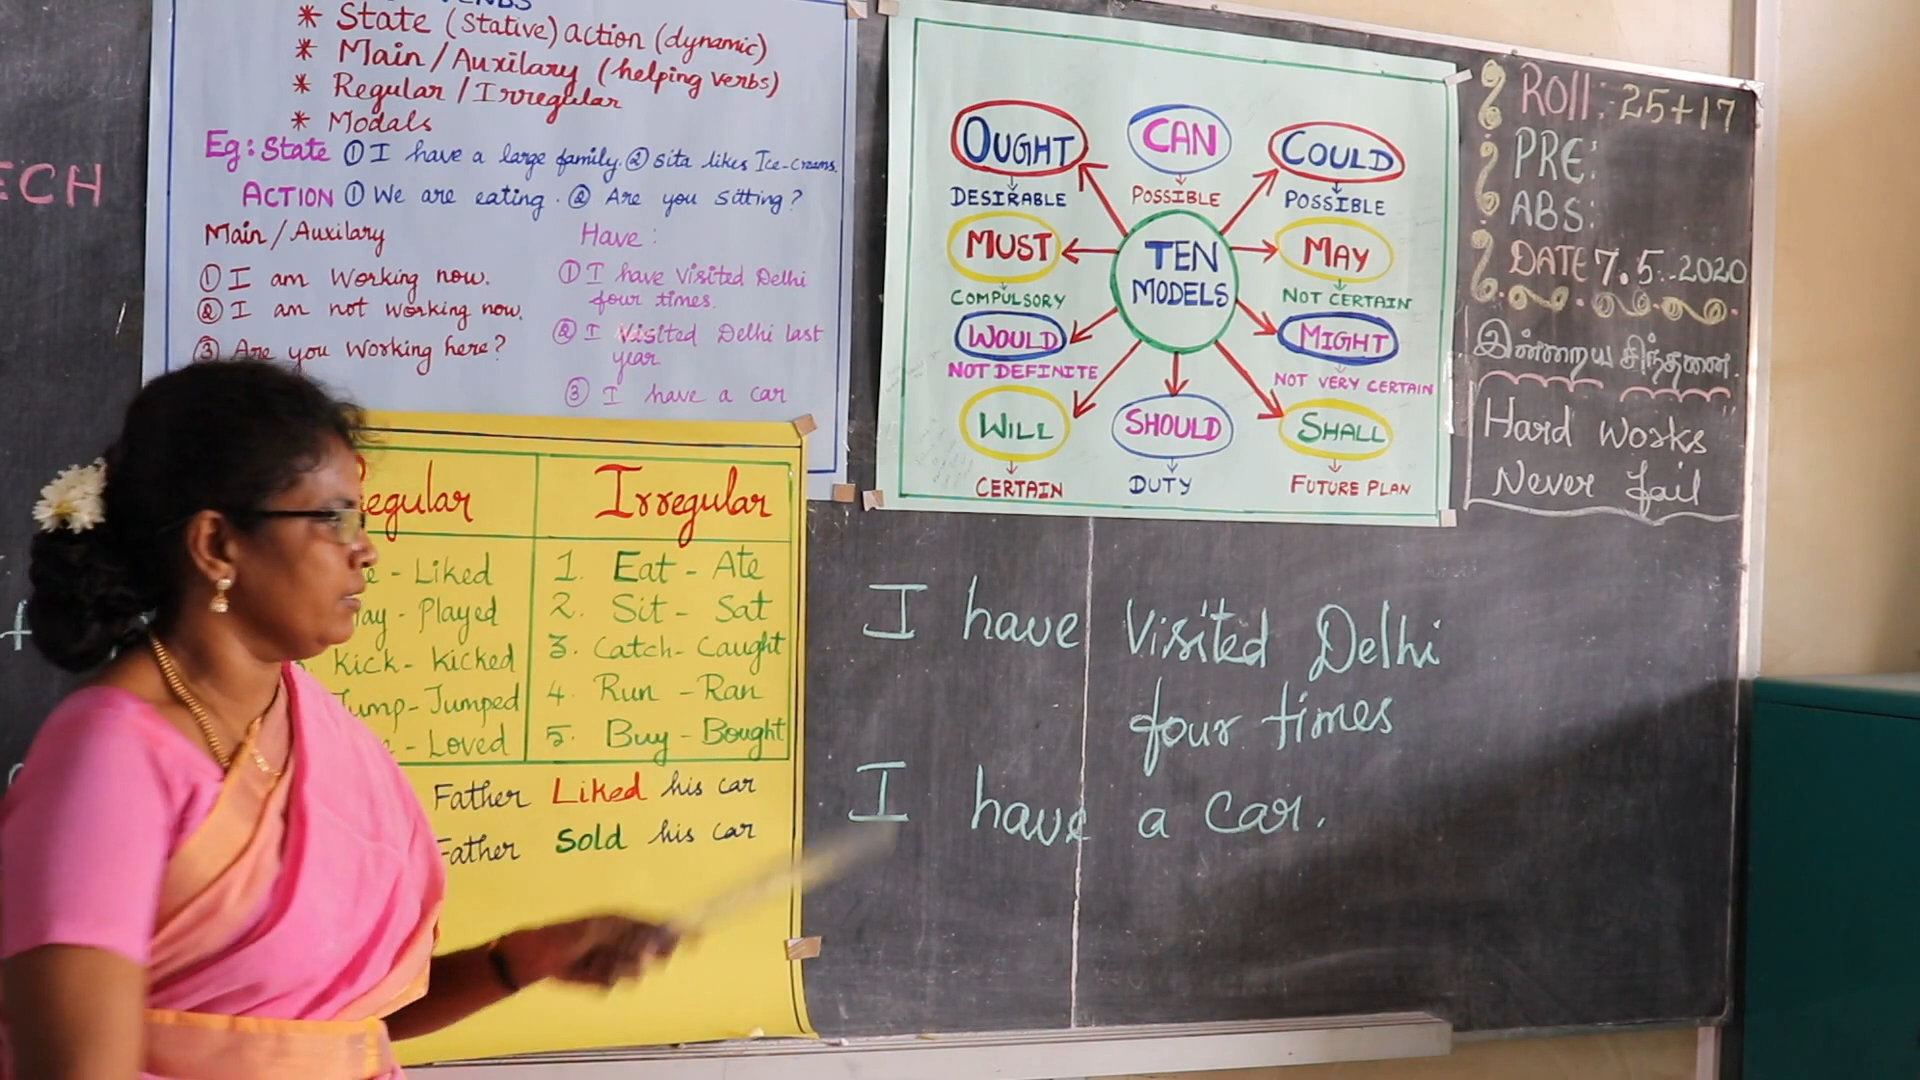 VERBS
* State (Stative) action (dynamic)
* Main / Auxilary (helping verbs)
* Regular / Irregular
* Modals
Eg: State ① I have a large family. ② Sita likes Ice-creams.
ACTION ① We are eating. ② Are you sitting?
Main / Auxilary
① I am Working now.
② I am not working now.
③ Are you Working here?
Have:
① I have Visited Delhi
four times.
② I Visited Delhi last
year
③ I have a car
Regular
- Liked
- Played
Kick - Kicked
Jump - Jumped
- Loved
Irregular
1. Eat - Ate
2. Sit - Sat
3. Catch - Caught
4. Run - Ran
5. Buy - Bought
Father Liked his car
Father Sold his car
TEN
MODELS
OUGHT
DESIRABLE
CAN
POSSIBLE
COULD
POSSIBLE
MUST
COMPULSORY
MAY
NOT CERTAIN
WOULD
NOT DEFINITE
MIGHT
NOT VERY CERTAIN
WILL
CERTAIN
SHOULD
DUTY
SHALL
FUTURE PLAN
Roll: 25+17
PRE:
ABS:
DATE 7.5.2020
இன்றைய சிந்தனை.
Hard Works
Never fail
I have Visited Delhi
four times
I have a car.
ECH